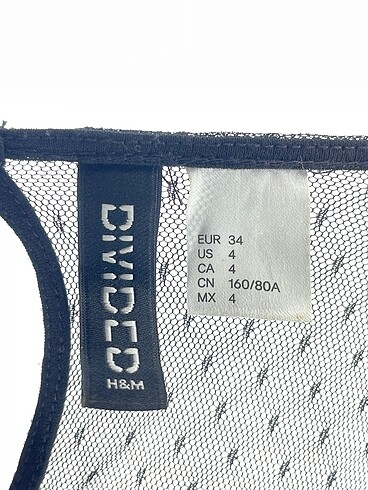 DIVIDED
H&M
EUR 34
US 4
CA 4
CN 160/80A
MX 4